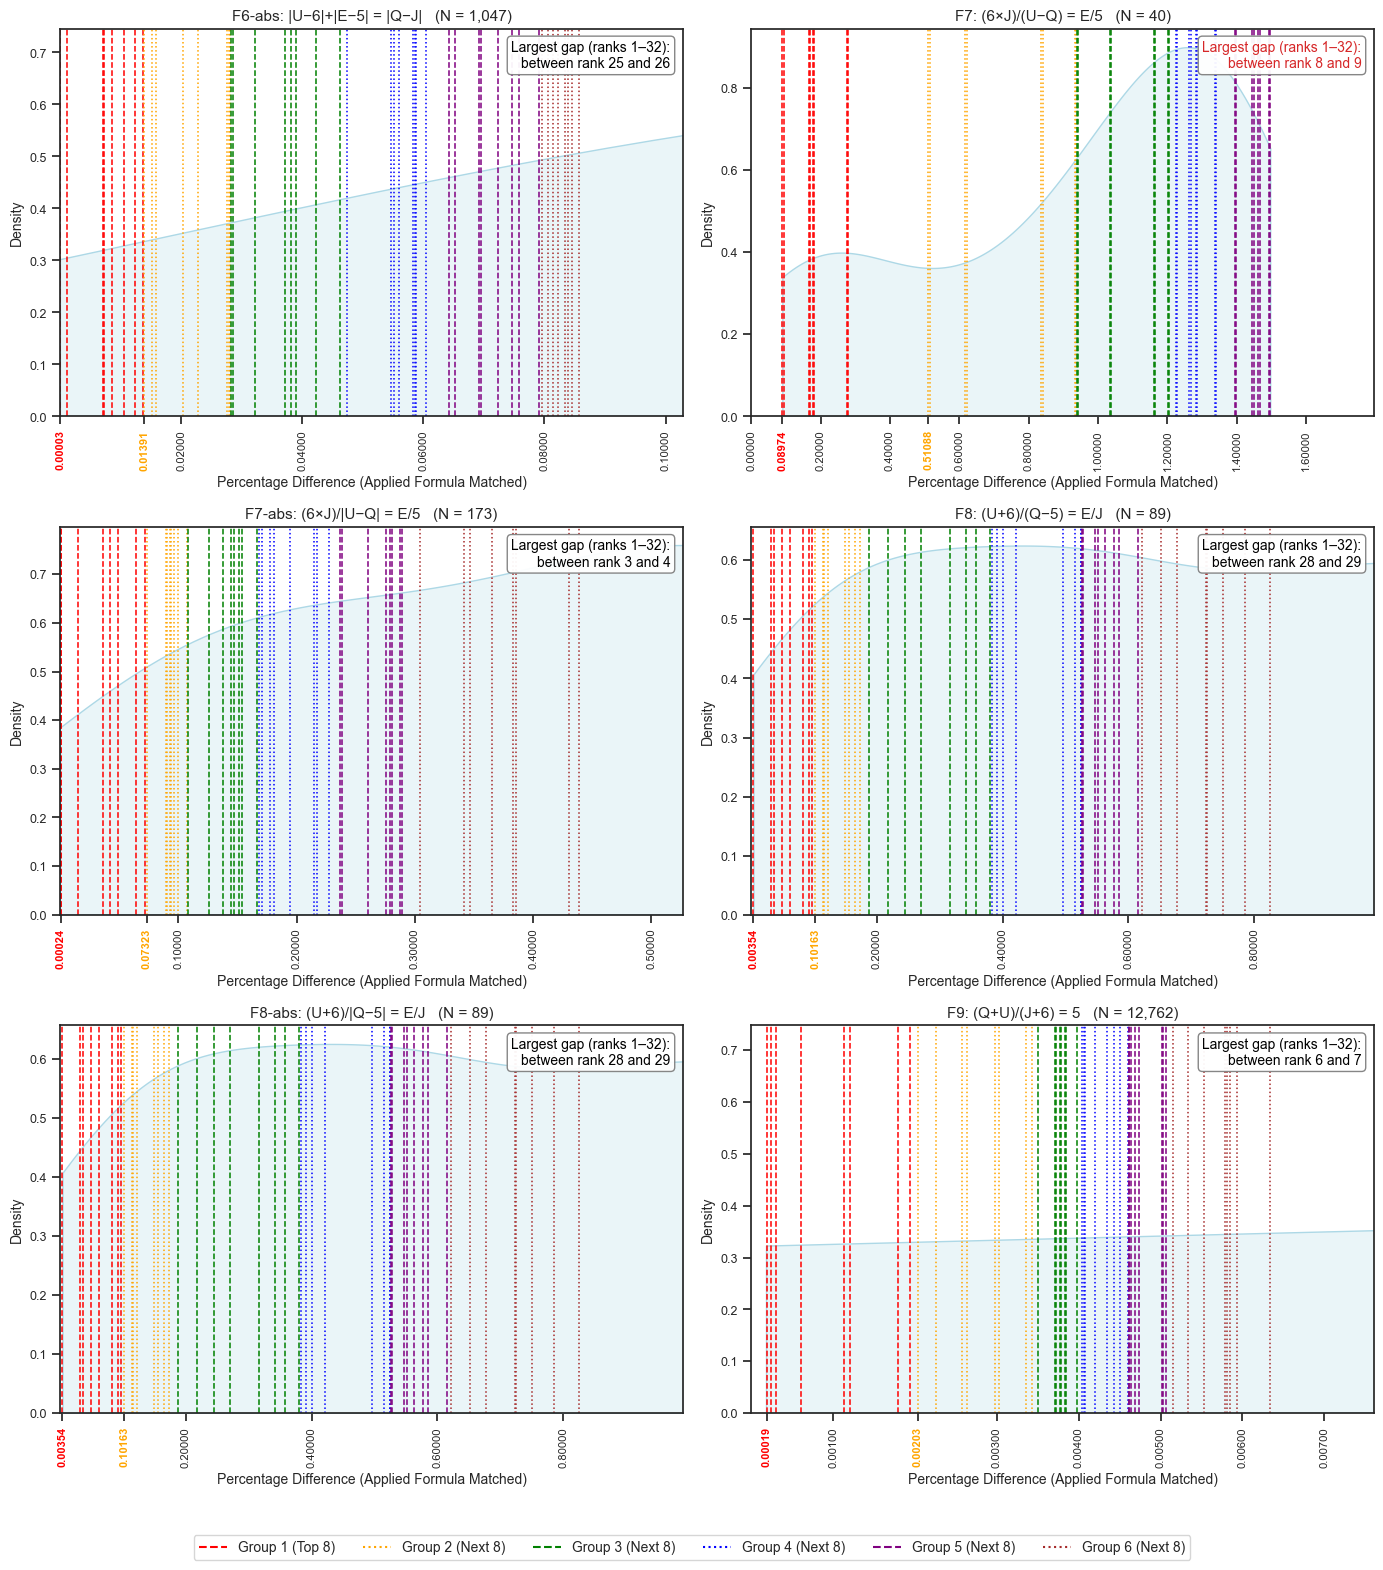 F6-abs: |U−6|+|E−5| = |Q−J|   (N = 1,047)
Largest gap (ranks 1–32):
between rank 25 and 26
0.7
0.6
0.5
0.4
0.3
0.2
0.1
0.0
Density
0.00003
0.01391
0.02000
0.04000
0.06000
0.08000
0.10000
Percentage Difference (Applied Formula Matched)
F7: (6×J)/(U−Q) = E/5   (N = 40)
Largest gap (ranks 1–32):
between rank 8 and 9
0.8
0.6
0.4
0.2
0.0
Density
0.00000
0.08974
0.20000
0.40000
0.51088
0.60000
0.80000
1.00000
1.20000
1.40000
1.60000
Percentage Difference (Applied Formula Matched)
F7-abs: (6×J)/|U−Q| = E/5   (N = 173)
Largest gap (ranks 1–32):
between rank 3 and 4
0.7
0.6
0.5
0.4
0.3
0.2
0.1
0.0
Density
0.00024
0.07323
0.10000
0.20000
0.30000
0.40000
0.50000
Percentage Difference (Applied Formula Matched)
F8: (U+6)/(Q−5) = E/J   (N = 89)
Largest gap (ranks 1–32):
between rank 28 and 29
0.6
0.5
0.4
0.3
0.2
0.1
0.0
Density
0.00354
0.10163
0.20000
0.40000
0.60000
0.80000
Percentage Difference (Applied Formula Matched)
F8-abs: (U+6)/|Q−5| = E/J   (N = 89)
Largest gap (ranks 1–32):
between rank 28 and 29
0.6
0.5
0.4
0.3
0.2
0.1
0.0
Density
0.00354
0.10163
0.20000
0.40000
0.60000
0.80000
Percentage Difference (Applied Formula Matched)
F9: (Q+U)/(J+6) = 5   (N = 12,762)
Largest gap (ranks 1–32):
between rank 6 and 7
0.7
0.6
0.5
0.4
0.3
0.2
0.1
0.0
Density
0.00019
0.00100
0.00203
0.00300
0.00400
0.00500
0.00600
0.00700
Percentage Difference (Applied Formula Matched)
Group 1 (Top 8)
Group 2 (Next 8)
Group 3 (Next 8)
Group 4 (Next 8)
Group 5 (Next 8)
Group 6 (Next 8)